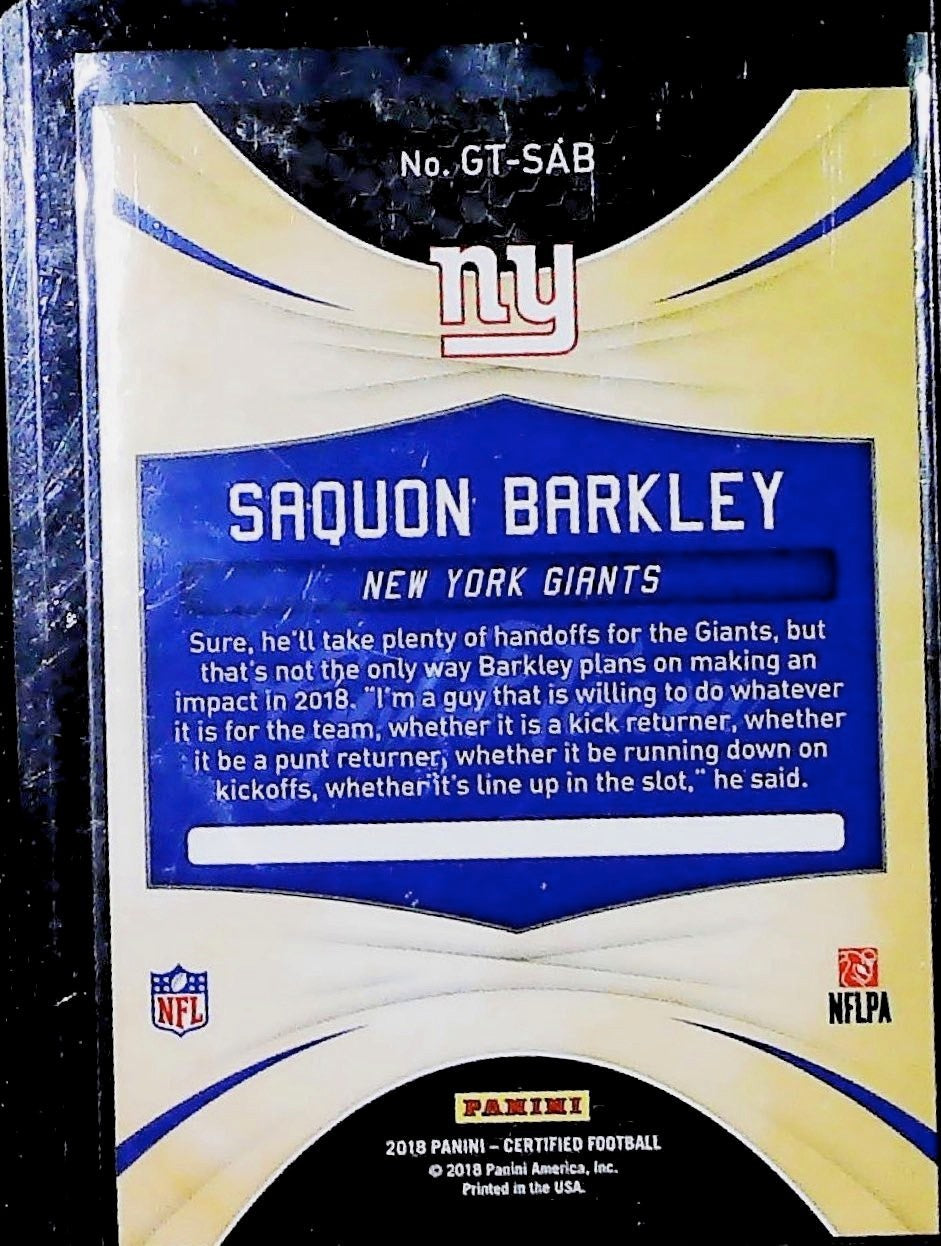 No. GT-SAB
ny
SAQUON BARKLEY
NEW YORK GIANTS
Sure, he'll take plenty of handoffs for the Giants, but
that's not the only way Barkley plans on making an
impact in 2018. "I'm a guy that is willing to do whatever
it is for the team, whether it is a kick returner, whether
it be a punt returner, whether it be running down on
kickoffs, whether it's line up in the slot," he said.
NFL
NFLPA
PANINI
2018 PANINI – CERTIFIED FOOTBALL
© 2018 Panini America, Inc.
Printed in the USA.